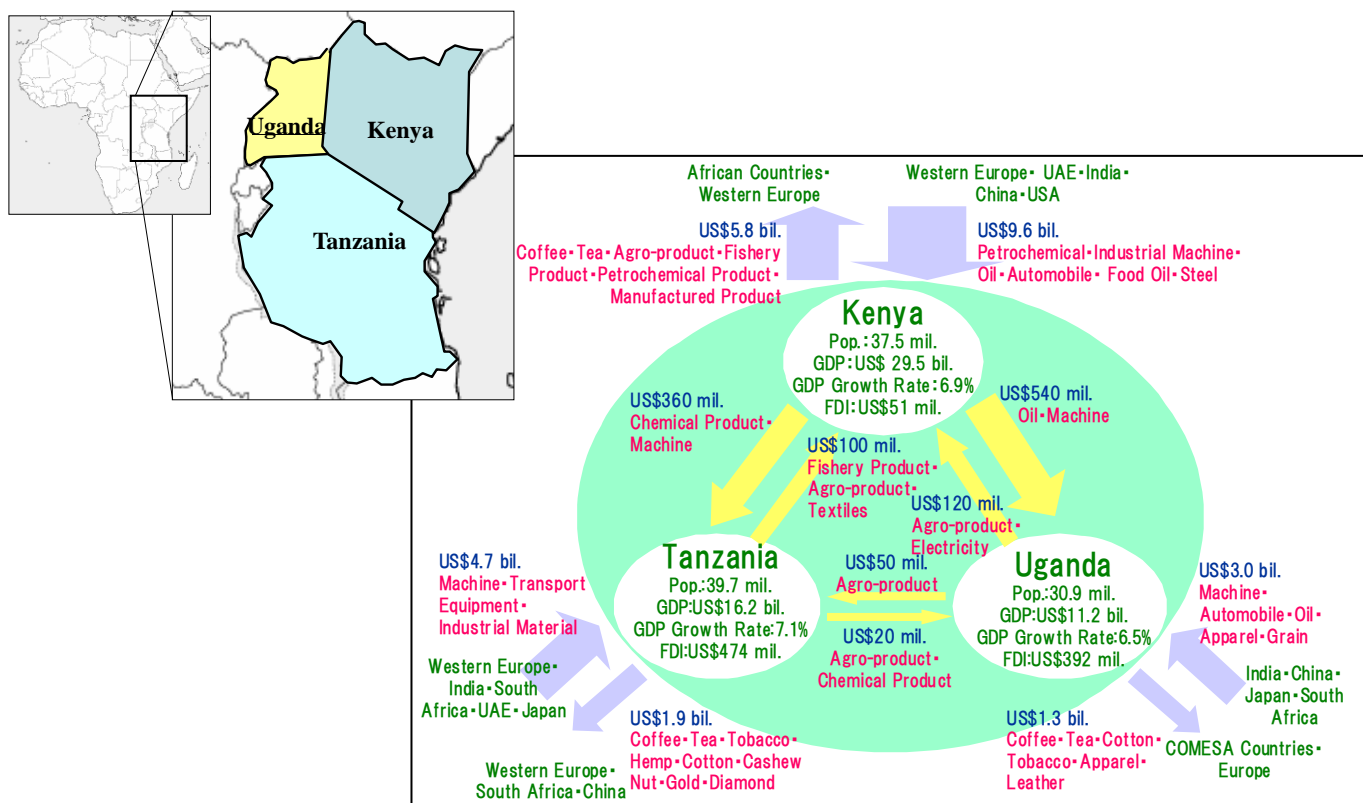 Uganda
Kenya
Tanzania
African Countries・
Western Europe
Western Europe・ UAE・India・
China・USA
US$5.8 bil.
Coffee・Tea・Agro-product・Fishery
Product・Petrochemical Product・
Manufactured Product
US$9.6 bil.
Petrochemical・Industrial Machine・
Oil・Automobile・ Food Oil・Steel
Kenya
Pop.:37.5 mil.
GDP:US$ 29.5 bil.
GDP Growth Rate:6.9%
FDI:US$51 mil.
US$360 mil.
Chemical Product・
Machine
US$540 mil.
Oil・Machine
US$100 mil.
Fishery Product・
Agro-product・
Textiles
US$120 mil.
Agro-product・
Electricity
US$4.7 bil.
Machine・Transport
Equipment・
Industrial Material
Western Europe・
India・South
Africa・UAE・Japan
Tanzania
Pop.:39.7 mil.
GDP:US$16.2 bil.
GDP Growth Rate:7.1%
FDI:US$474 mil.
US$50 mil.
Agro-product
US$20 mil.
Agro-product・
Chemical Product
Uganda
Pop.:30.9 mil.
GDP:US$11.2 bil.
GDP Growth Rate:6.5%
FDI:US$392 mil.
US$3.0 bil.
Machine・
Automobile・Oil・
Apparel・Grain
India・China・
Japan・South
Africa
US$1.9 bil.
Coffee・Tea・Tobacco・
Hemp・Cotton・Cashew
Nut・Gold・Diamond
Western Europe・
South Africa・China
US$1.3 bil.
Coffee・Tea・Cotton・
Tobacco・Apparel・
Leather
COMESA Countries・
Europe